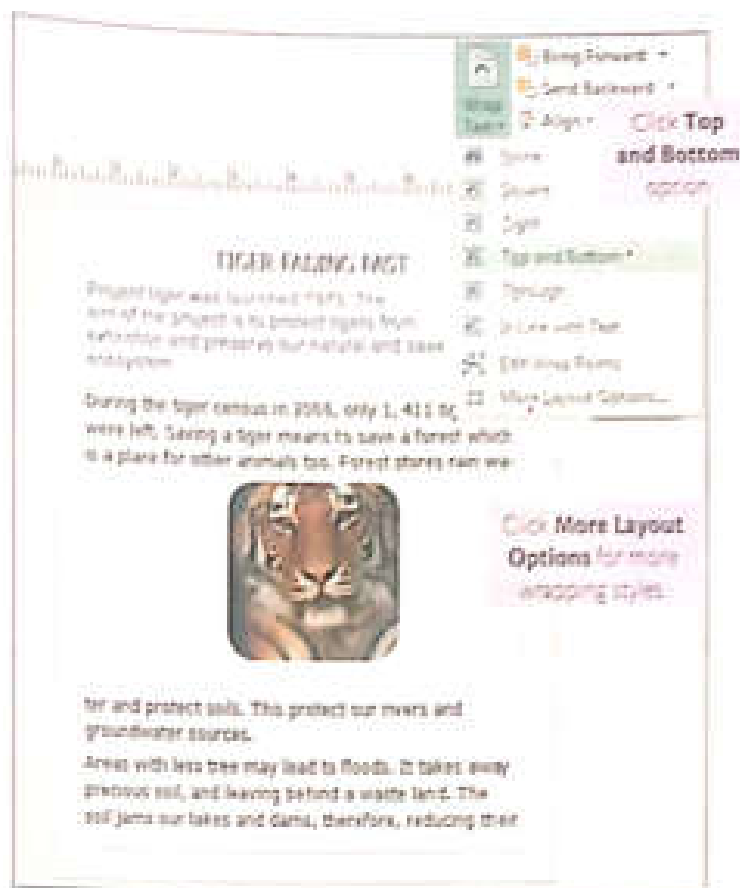 Bring Forward
Send Backward
Wrap
Text
Align
Click Top
and Bottom
option
Square
Tight
Top and Bottom
Through
In Line with Text
Edit Wrap Points
More Layout Options...
TIGER FADING FAST
Project tiger was launched 1973. The
aim of the project is to protect tigers from
extinction and preserve our natural and save
ecosystem.
During the tiger census in only 1, 411
were left. Saving a tiger means to save a forest which
is a place for other animals too. Forest stores rain wa
Click More Layout
Options for more
wrapping styles
ter and protect soils. This protect our rivers and
groundwater sources.
Areas with less tree may lead to floods. It takes away
precious soil, and leaving behind a waste land. The
soil jams our lakes and dams, therefore, reducing their